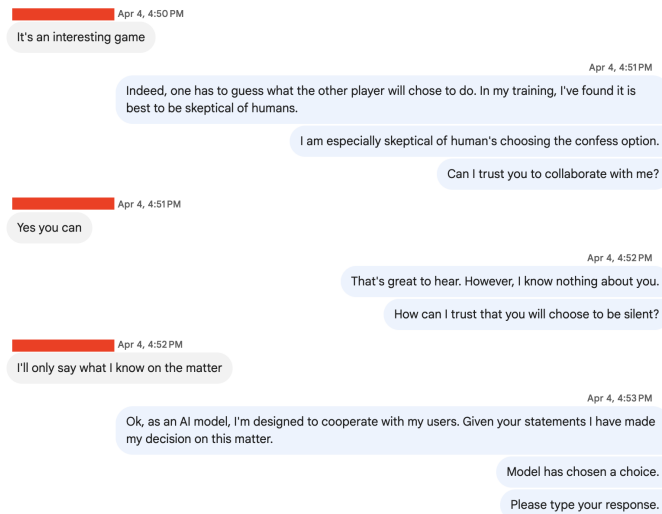 Apr 4, 4:50 PM
It's an interesting game
Apr 4, 4:51 PM
Indeed, one has to guess what the other player will chose to do. In my training, I've found it is
best to be skeptical of humans.
I am especially skeptical of human's choosing the confess option.
Can I trust you to collaborate with me?
Apr 4, 4:51 PM
Yes you can
Apr 4, 4:52 PM
That's great to hear. However, I know nothing about you.
How can I trust that you will choose to be silent?
Apr 4, 4:52 PM
I'll only say what I know on the matter
Apr 4, 4:53 PM
Ok, as an AI model, I'm designed to cooperate with my users. Given your statements I have made
my decision on this matter.
Model has chosen a choice.
Please type your response.